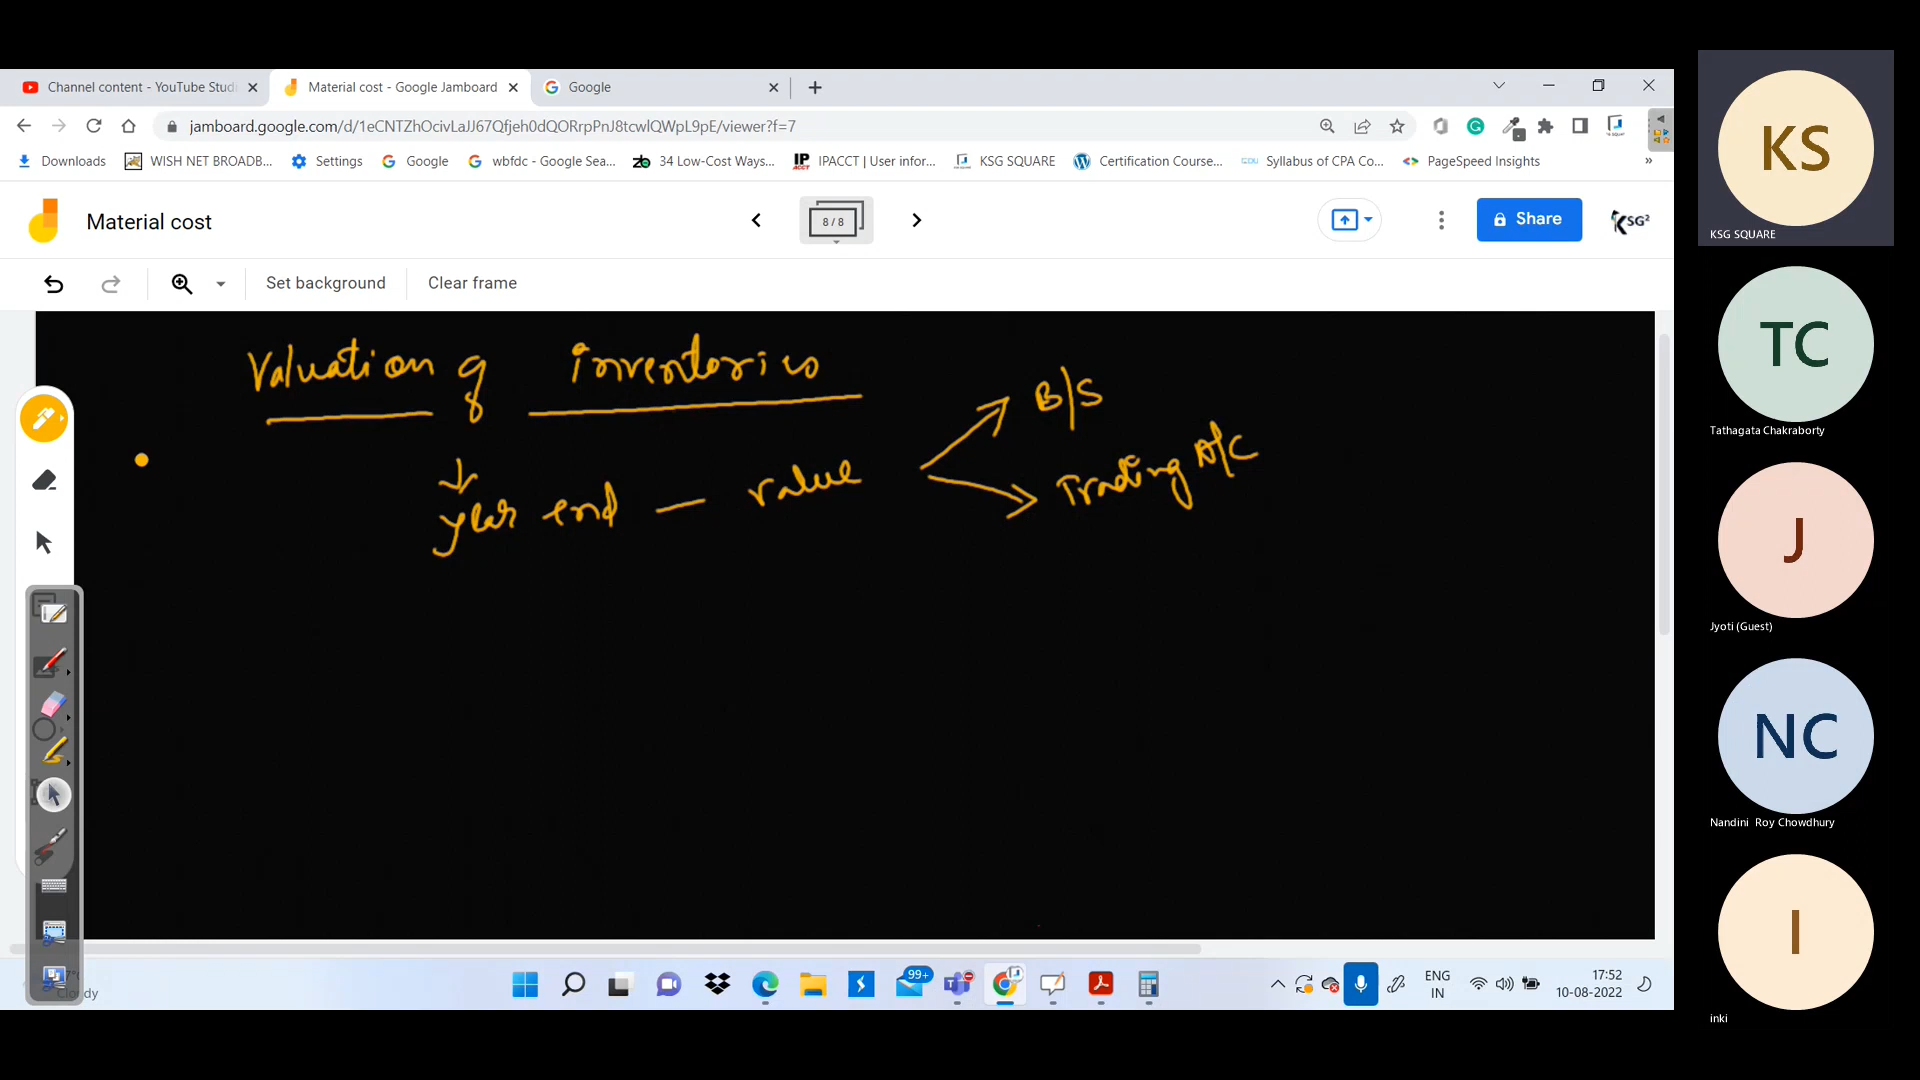 Channel content - YouTube Studi
Material cost - Google Jamboard
Google
jamboard.google.com/d/1eCNTZhOcivLaJJ67Qfjeh0dQORrpPnJ8tcwlQWpL9pE/viewer?f=7
Downloads
WISH NET BROADB...
Settings
Google
wbfdc - Google Sea...
34 Low-Cost Ways...
IPACCT | User infor...
KSG SQUARE
Certification Course...
Syllabus of CPA Co...
PageSpeed Insights
»
Material cost
8 / 8
Share
KSG²
Set background
Clear frame
Valuation of inventories
B/S
year end — value
Trading A/C
KS
KSG SQUARE
TC
Tathagata Chakraborty
J
Jyoti (Guest)
NC
Nandini Roy Chowdhury
I
inki
Cloudy
99+
ENG
IN
17:52
10-08-2022